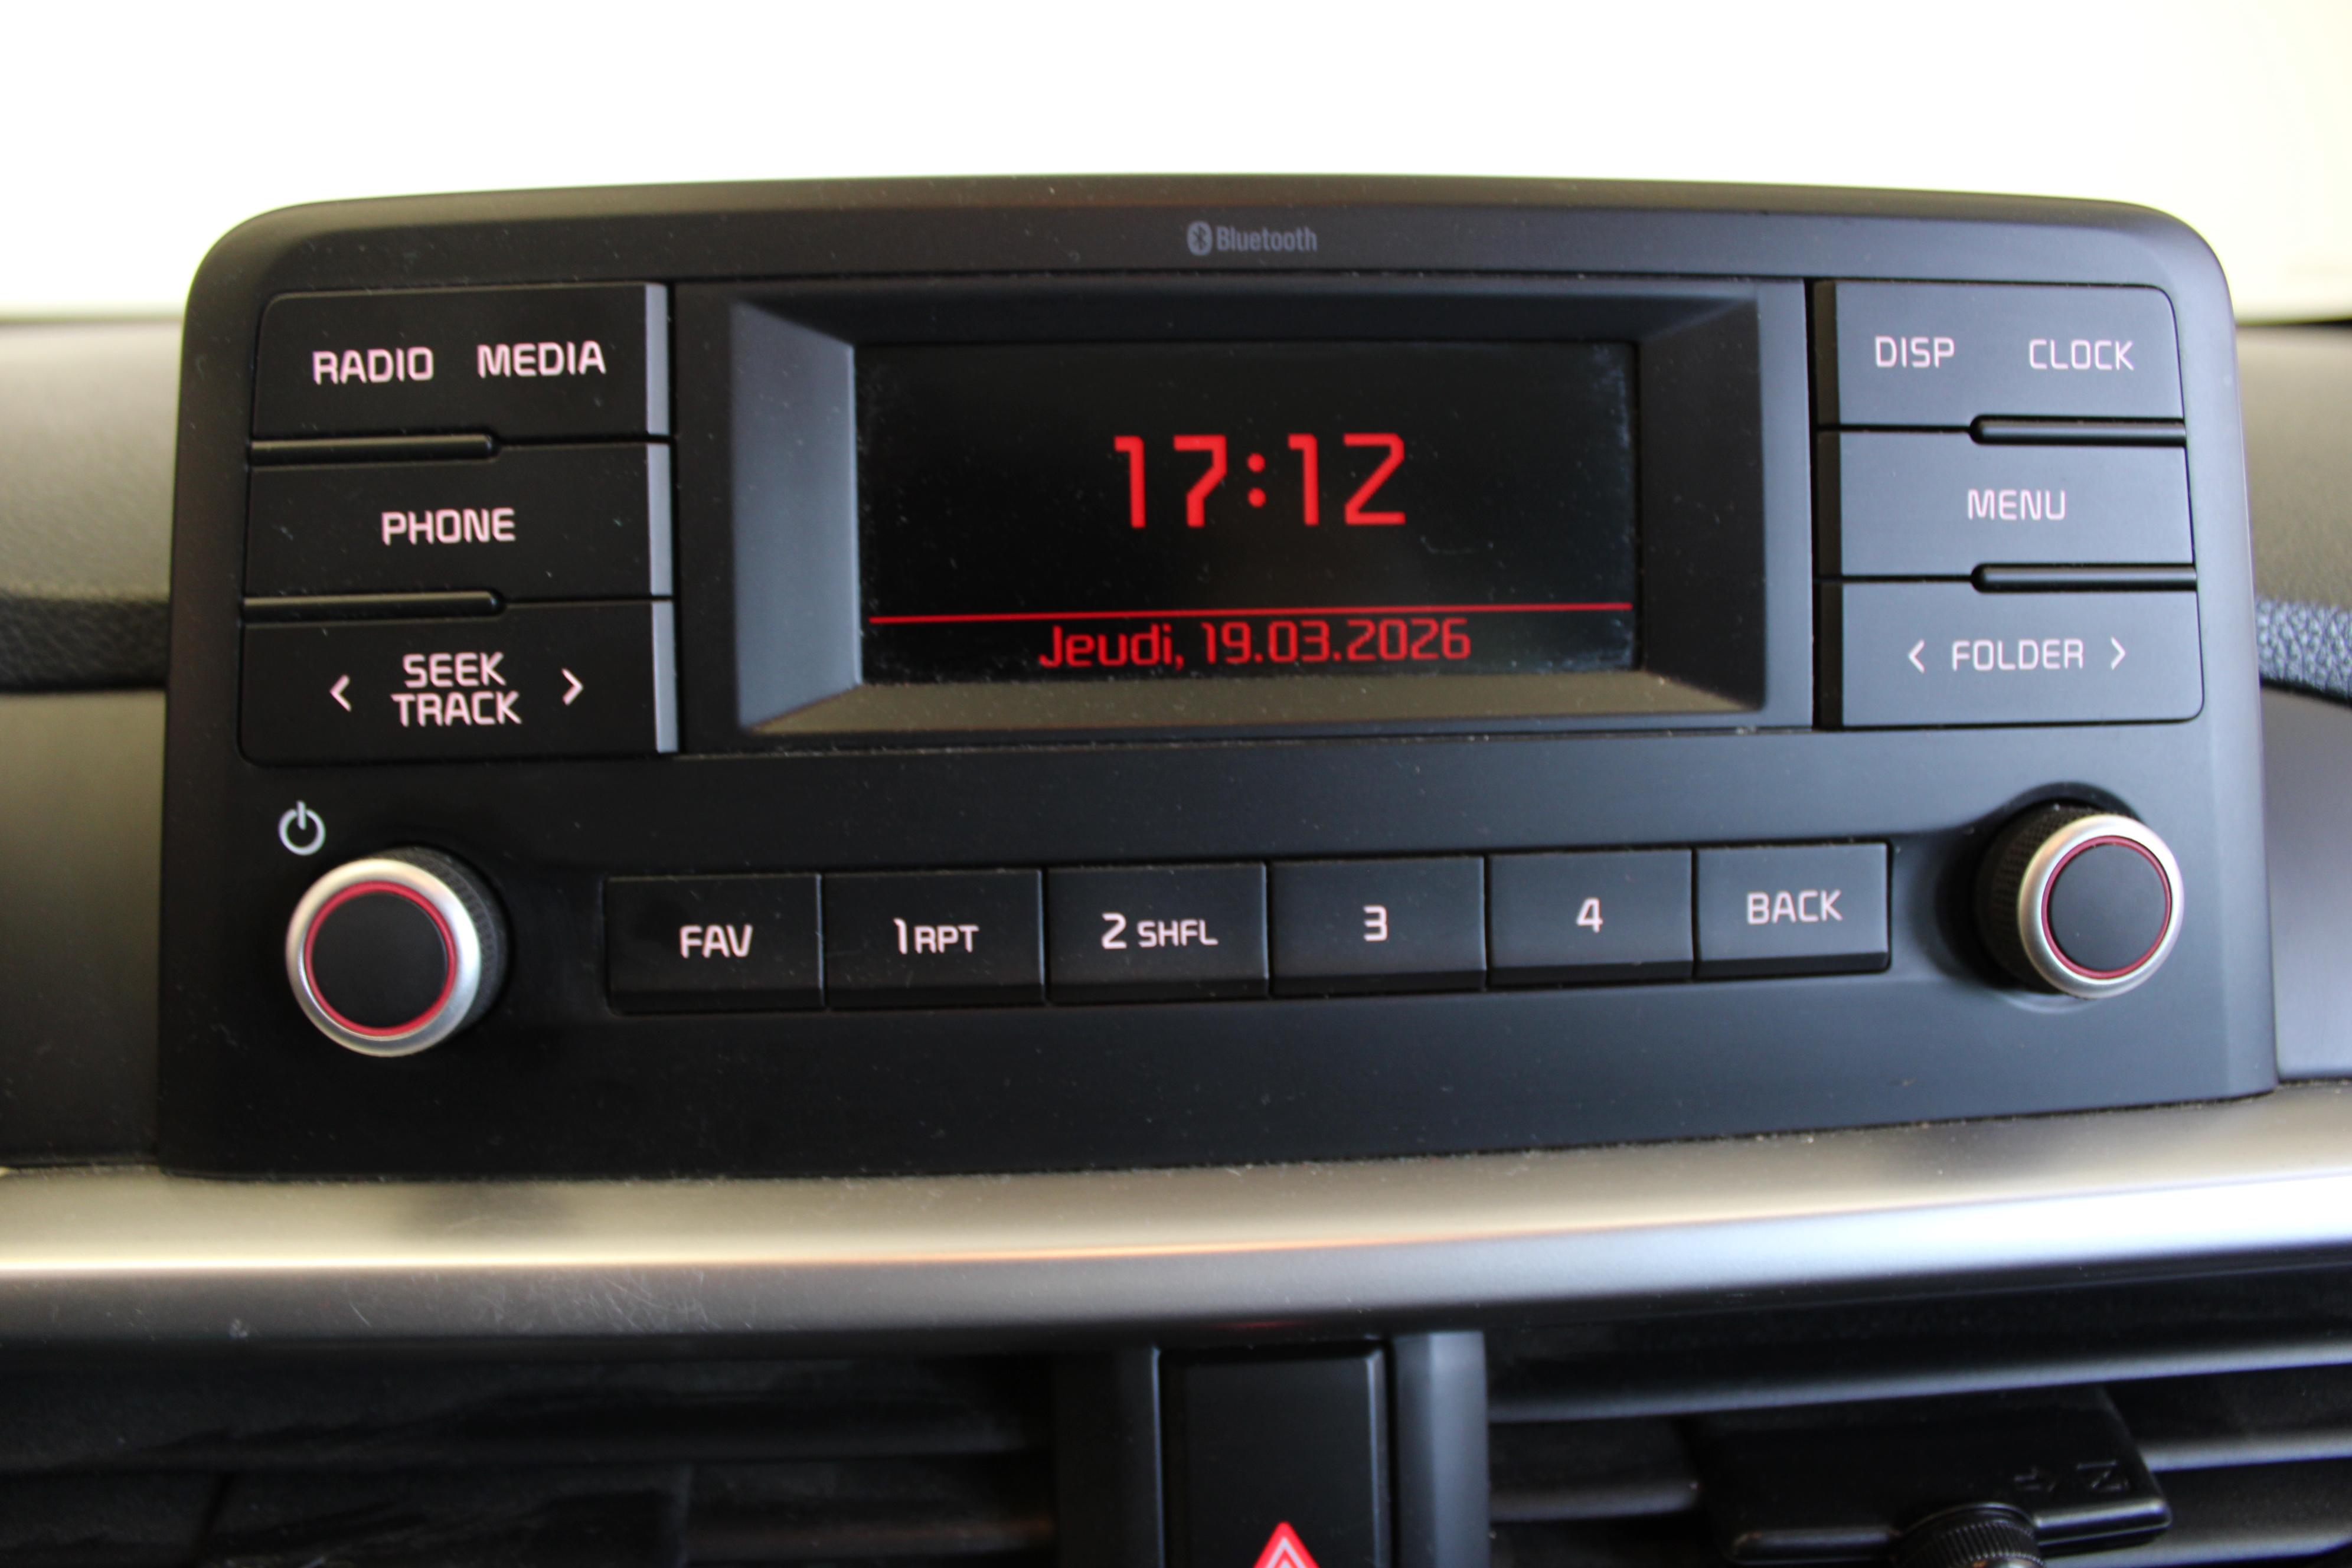 Bluetooth
RADIO MEDIA
DISP CLOCK
17:12
PHONE
MENU
Jeudi, 19.03.2026
< SEEK TRACK >
< FOLDER >
FAV
1 RPT
2 SHFL
3
4
BACK